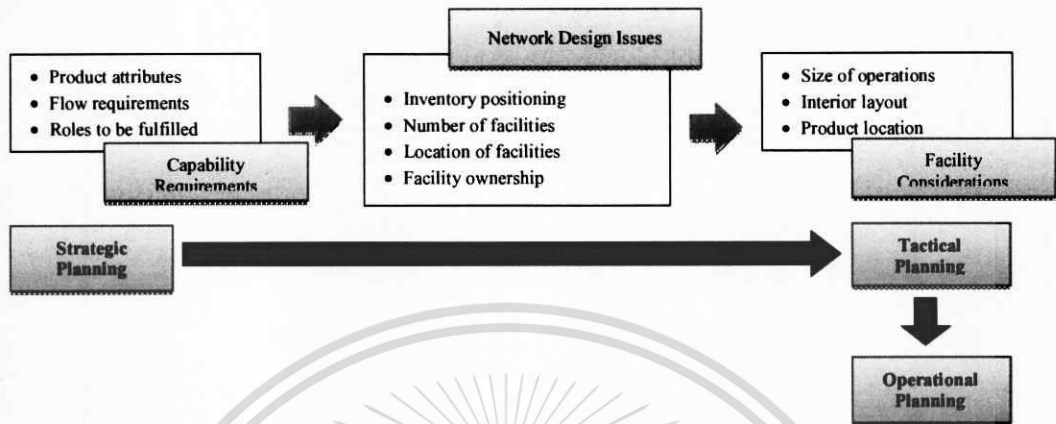 Network Design Issues
• Product attributes
• Flow requirements
• Roles to be fulfilled
Capability
Requirements
• Inventory positioning
• Number of facilities
• Location of facilities
• Facility ownership
• Size of operations
• Interior layout
• Product location
Facility
Considerations
Strategic
Planning
Tactical
Planning
Operational
Planning